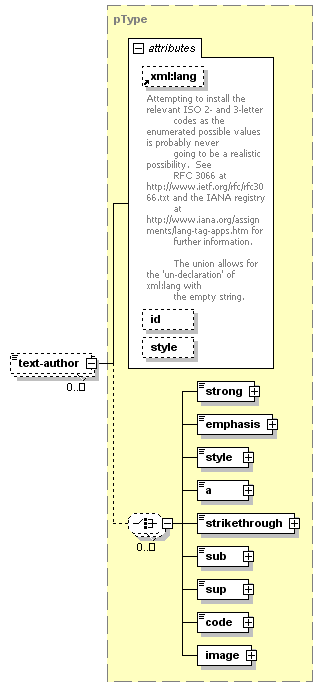 pType
attributes
xml:lang
Attempting to install the
relevant ISO 2- and 3-letter
codes as the
enumerated possible values
is probably never
going to be a realistic
possibility. See
RFC 3066 at
http://www.ietf.org/rfc/rfc30
66.txt and the IANA registry
at
http://www.iana.org/assign
ments/lang-tag-apps.htm for
further information.
The union allows for
the 'un-declaration' of
xml:lang with
the empty string.
id
style
text-author
0..□
strong
emphasis
style
a
strikethrough
0..□
sub
sup
code
image